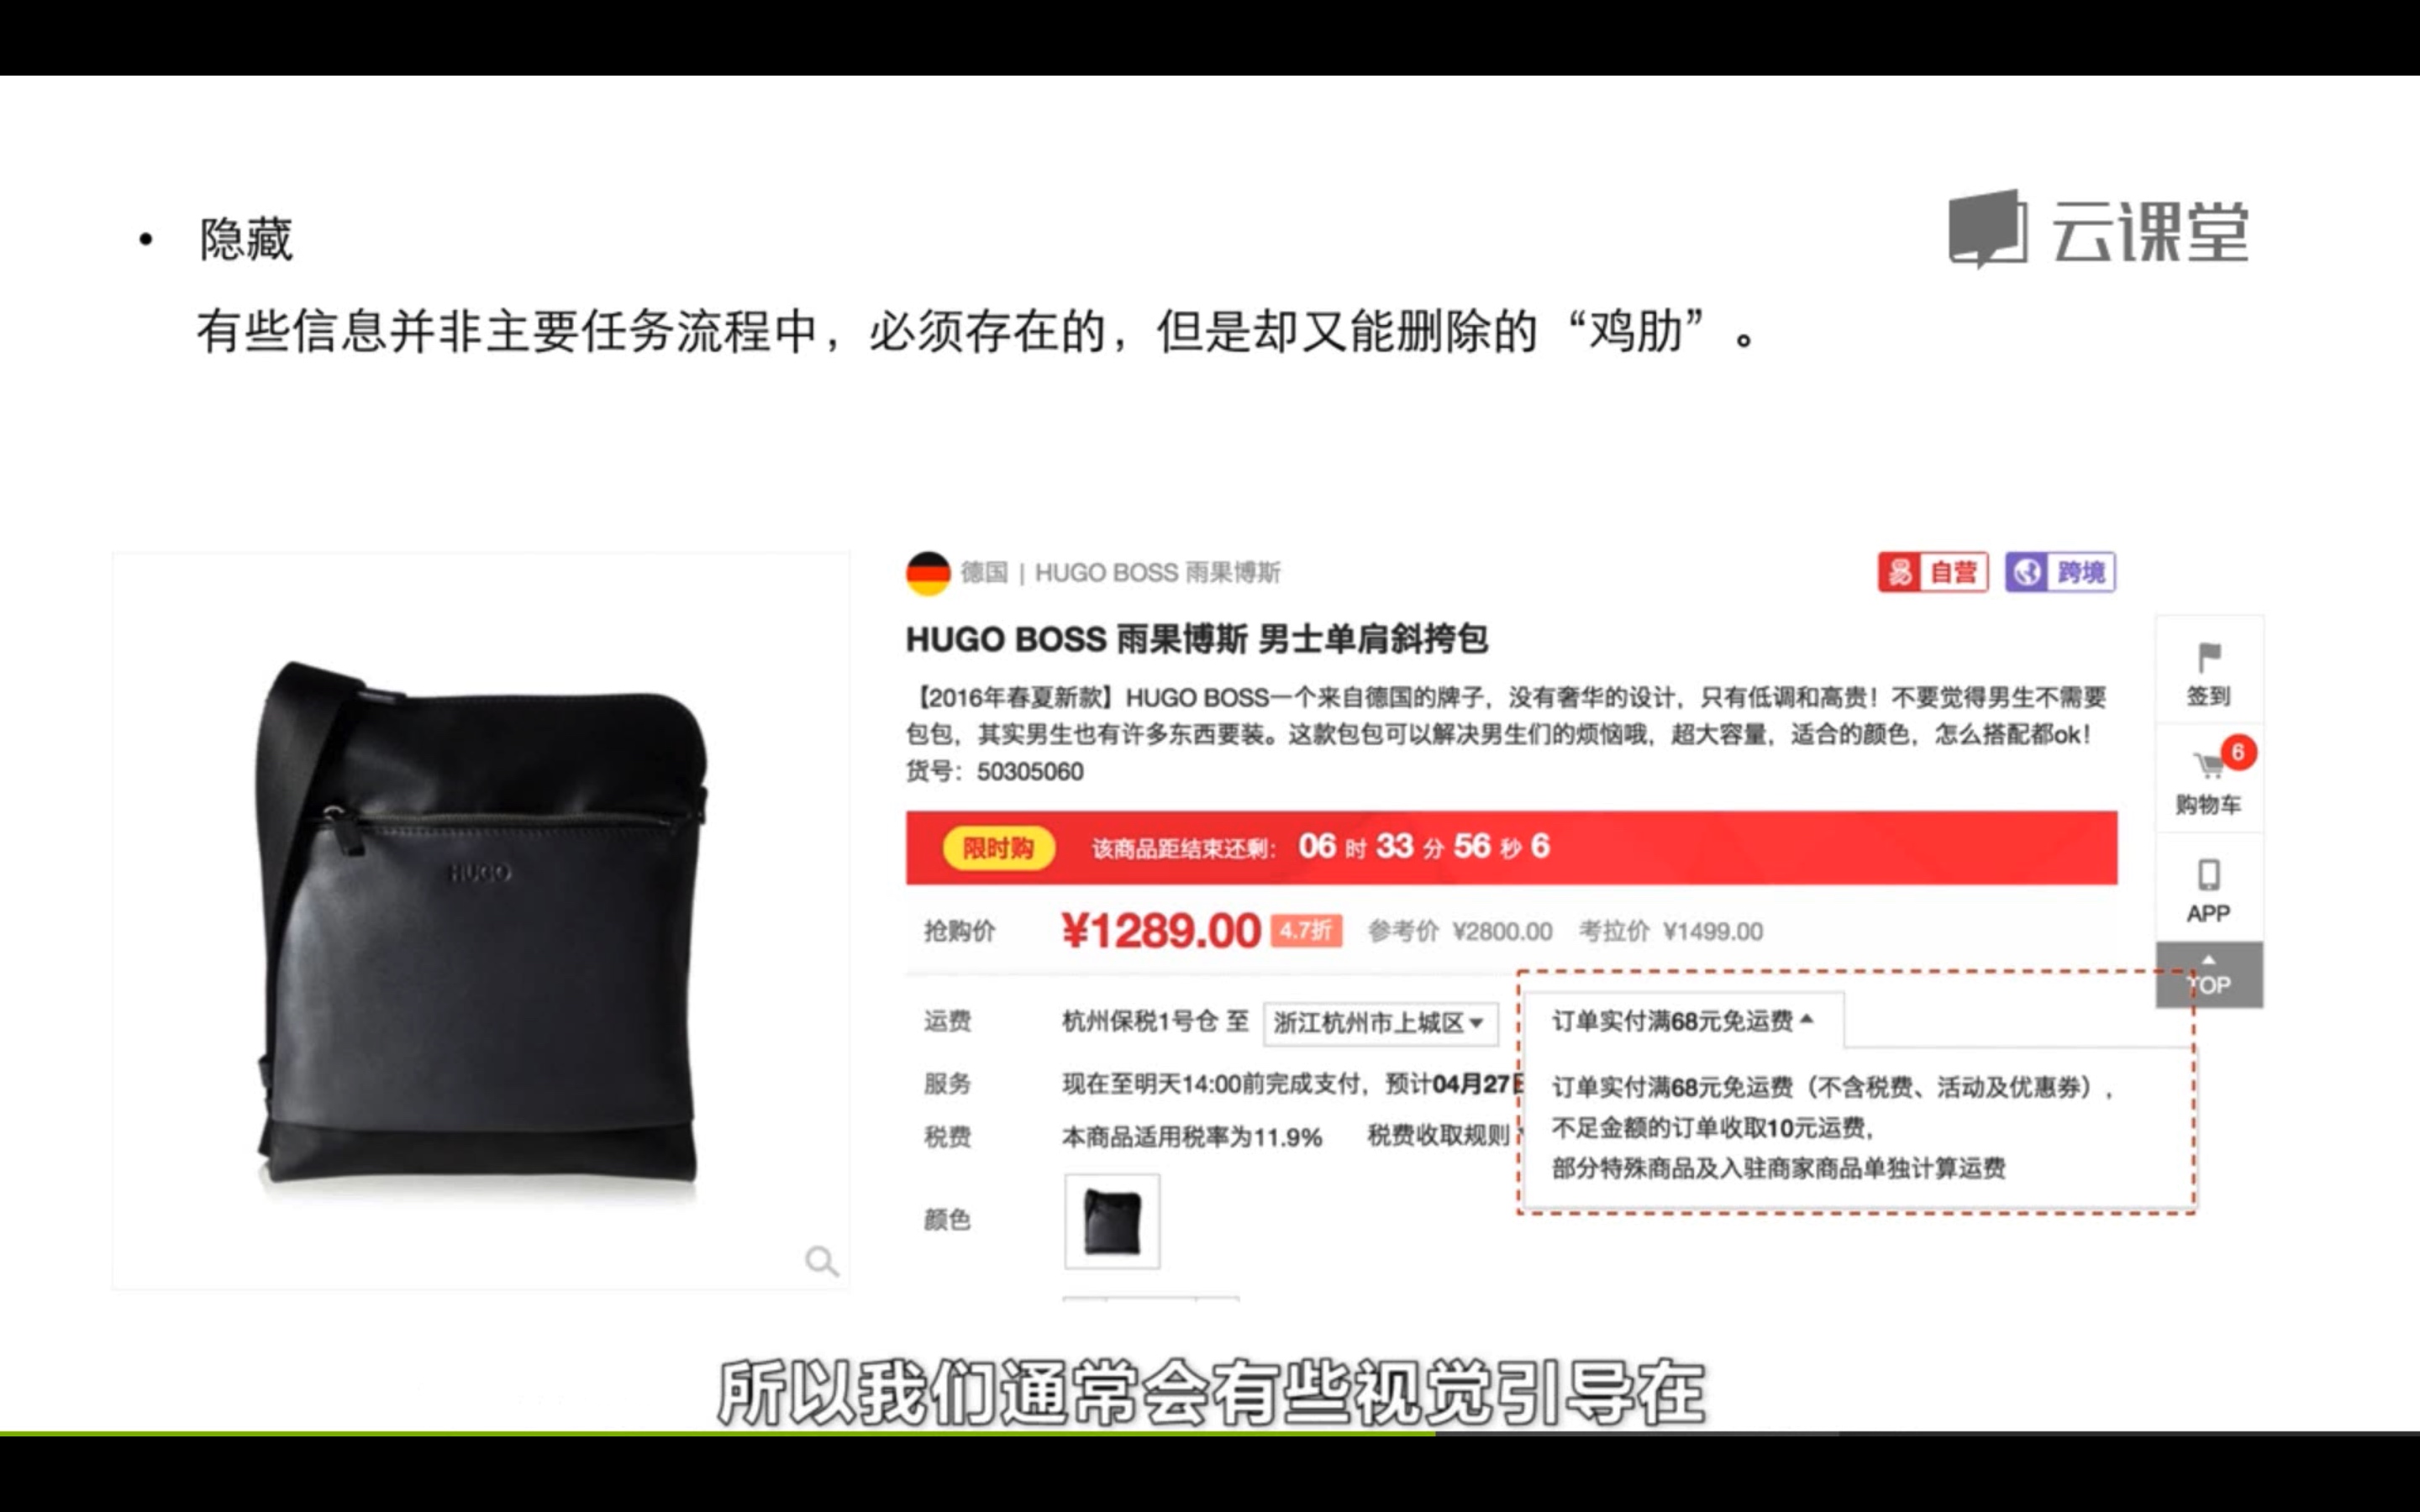 • 隐藏
云课堂
有些信息并非主要任务流程中，必须存在的，但是却又能删除的“鸡肋”。
德国 | HUGO BOSS 雨果博斯
易 自营
跨境
HUGO BOSS 雨果博斯 男士单肩斜挎包
【2016年春夏新款】HUGO BOSS一个来自德国的牌子，没有奢华的设计，只有低调和高贵！不要觉得男生不需要
包包，其实男生也有许多东西要装。这款包包可以解决男生们的烦恼哦，超大容量，适合的颜色，怎么搭配都ok！
货号：50305060
签到
6
购物车
APP
TOP
HUGO
限时购 该商品距结束还剩： 06 时 33 分 56 秒 6
抢购价 ¥1289.00 4.7折 参考价 ¥2800.00 考拉价 ¥1499.00
运费 杭州保税1号仓 至 浙江杭州市上城区 订单实付满68元免运费
服务 现在至明天14:00前完成支付，预计04月27日
税费 本商品适用税率为11.9% 税费收取规则
订单实付满68元免运费（不含税费、活动及优惠券），
不足金额的订单收取10元运费，
部分特殊商品及入驻商家商品单独计算运费
颜色
所以我们通常会有些视觉引导在